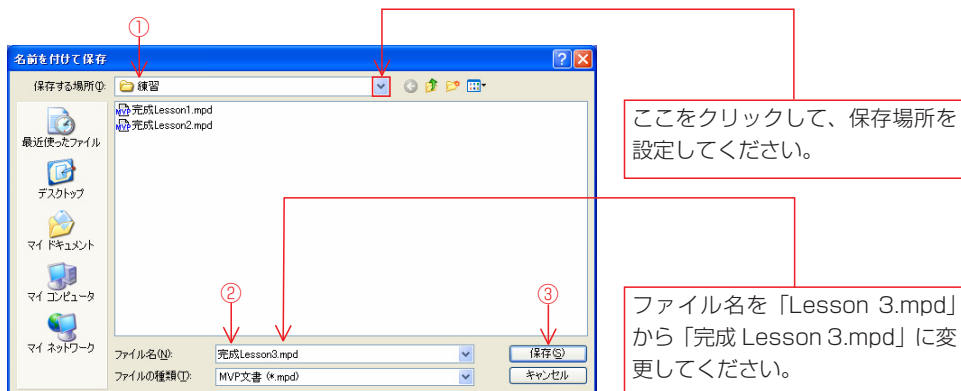 ①
名前を付けて保存
保存する場所(I):
練習
完成Lesson1.mpd
完成Lesson2.mpd
最近使ったファイル
デスクトップ
マイ ドキュメント
マイ コンピュータ
マイ ネットワーク
②
③
ファイル名(N):
完成Lesson3.mpd
保存(S)
ファイルの種類(T):
MVP文書 (*.mpd)
キャンセル
ここをクリックして、保存場所を
設定してください。
ファイル名を「Lesson 3.mpd」
から「完成 Lesson 3.mpd」に変
更してください。